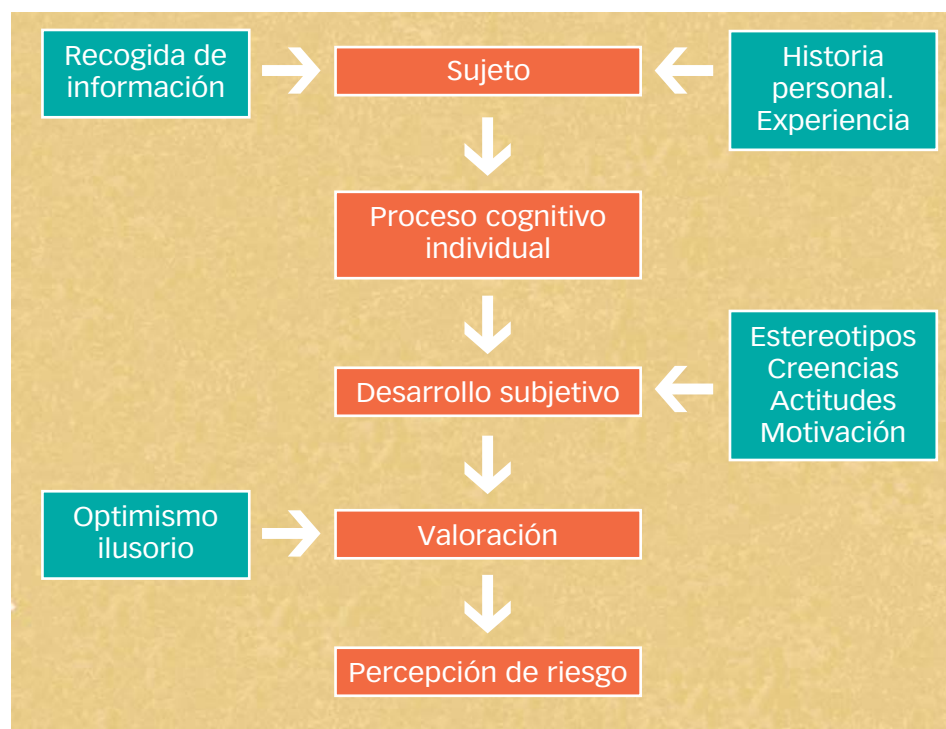 Recogida de
información
Sujeto
Historia
personal.
Experiencia
Proceso cognitivo
individual
Desarrollo subjetivo
Estereotipos
Creencias
Actitudes
Motivación
Optimismo
ilusorio
Valoración
Percepción de riesgo